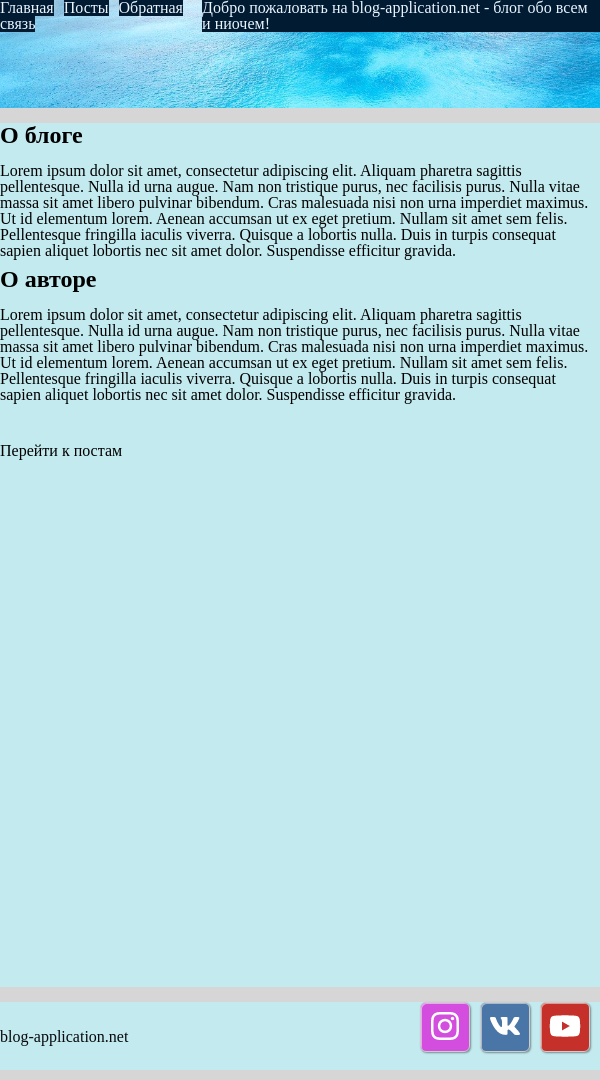 Главная Посты Обратная
связь
Добро пожаловать на blog-application.net - блог обо всем
и ниочем!
О блоге
Lorem ipsum dolor sit amet, consectetur adipiscing elit. Aliquam pharetra sagittis
pellentesque. Nulla id urna augue. Nam non tristique purus, nec facilisis purus. Nulla vitae
massa sit amet libero pulvinar bibendum. Cras malesuada nisi non urna imperdiet maximus.
Ut id elementum lorem. Aenean accumsan ut ex eget pretium. Nullam sit amet sem felis.
Pellentesque fringilla iaculis viverra. Quisque a lobortis nulla. Duis in turpis consequat
sapien aliquet lobortis nec sit amet dolor. Suspendisse efficitur gravida.
О авторе
Lorem ipsum dolor sit amet, consectetur adipiscing elit. Aliquam pharetra sagittis
pellentesque. Nulla id urna augue. Nam non tristique purus, nec facilisis purus. Nulla vitae
massa sit amet libero pulvinar bibendum. Cras malesuada nisi non urna imperdiet maximus.
Ut id elementum lorem. Aenean accumsan ut ex eget pretium. Nullam sit amet sem felis.
Pellentesque fringilla iaculis viverra. Quisque a lobortis nulla. Duis in turpis consequat
sapien aliquet lobortis nec sit amet dolor. Suspendisse efficitur gravida.
Перейти к постам
blog-application.net